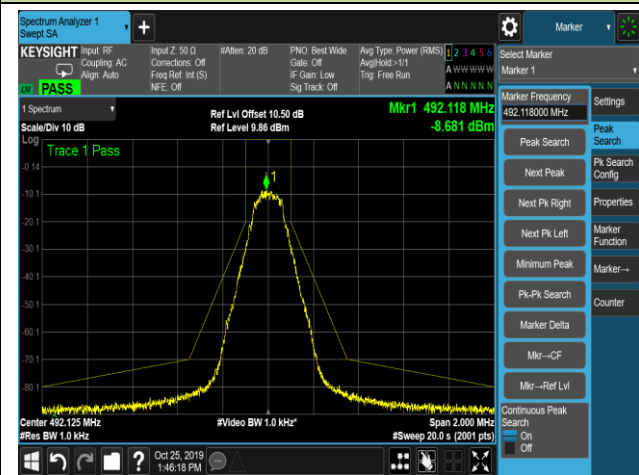 Spectrum Analyzer 1
Swept SA
Marker
KEYSIGHT
Input: RF
Coupling: AC
Align: Auto
Input Z: 50 Ω
Corrections: Off
Freq Ref: Int (S)
NFE: Off
#Atten: 20 dB
PNO: Best Wide
Gate: Off
IF Gain: Low
Sig Track: Off
Avg Type: Power (RMS)
Avg|Hold:>1/1
Trig: Free Run
1 2 3 4 5 6
A W W W W W
A N N N N N
PASS
Select Marker
Marker 1
1 Spectrum
Scale/Div 10 dB
Ref Lvl Offset 10.50 dB
Ref Level 9.86 dBm
Mkr1 492.118 MHz
-8.681 dBm
Log
Trace 1 Pass
1
-0.14
-10.1
-20.1
-30.1
-40.1
-50.1
-60.1
-70.1
-80.1
Center 492.125 MHz
#Video BW 1.0 kHz*
Span 2.000 MHz
#Res BW 1.0 kHz
#Sweep 20.0 s (2001 pts)
Marker Frequency
492.118000 MHz
Peak Search
Next Peak
Next Pk Right
Next Pk Left
Minimum Peak
Pk-Pk Search
Marker Delta
Mkr→CF
Mkr→Ref Lvl
Continuous Peak
Search
On
Off
Settings
Peak
Search
Pk Search
Config
Properties
Marker
Function
Marker→
Counter
Oct 25, 2019
1:46:18 PM